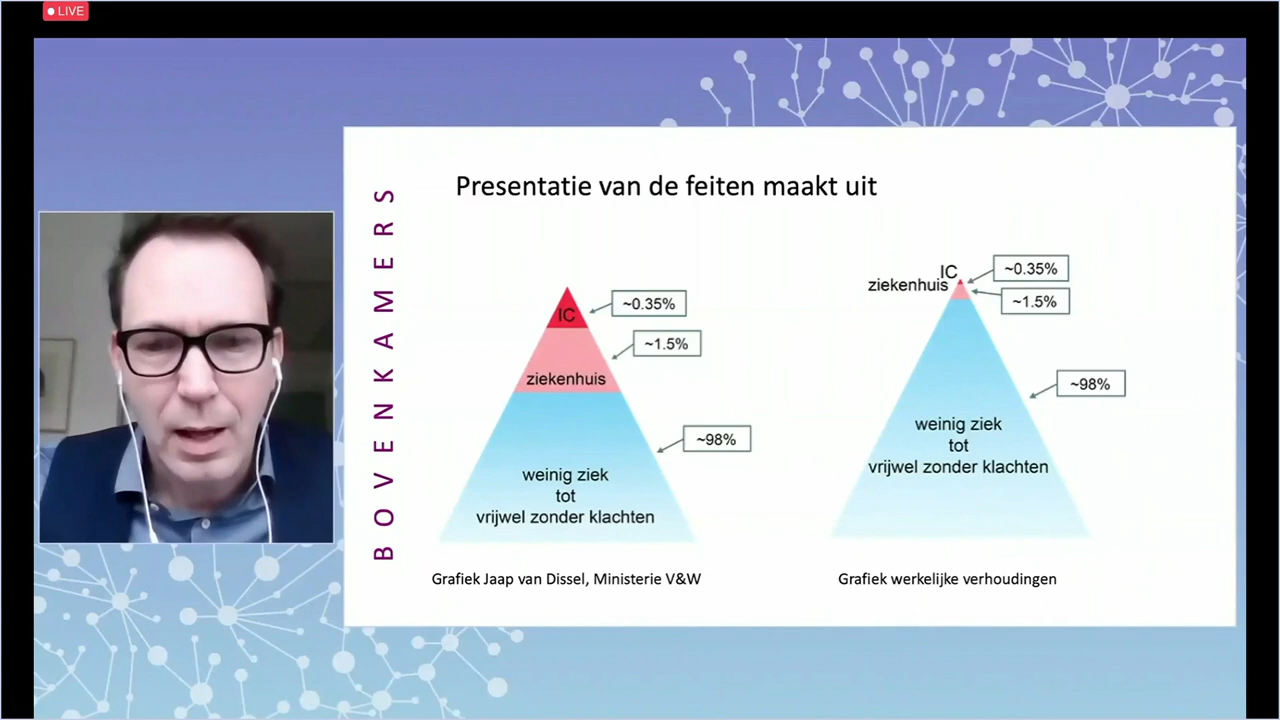 LIVE
BOVENKAMERS
Presentatie van de feiten maakt uit
IC
~0.35%
~1.5%
ziekenhuis
~98%
weinig ziek
tot
vrijwel zonder klachten
Grafiek Jaap van Dissel, Ministerie V&W
IC
ziekenhuis
~0.35%
~1.5%
~98%
weinig ziek
tot
vrijwel zonder klachten
Grafiek werkelijke verhoudingen